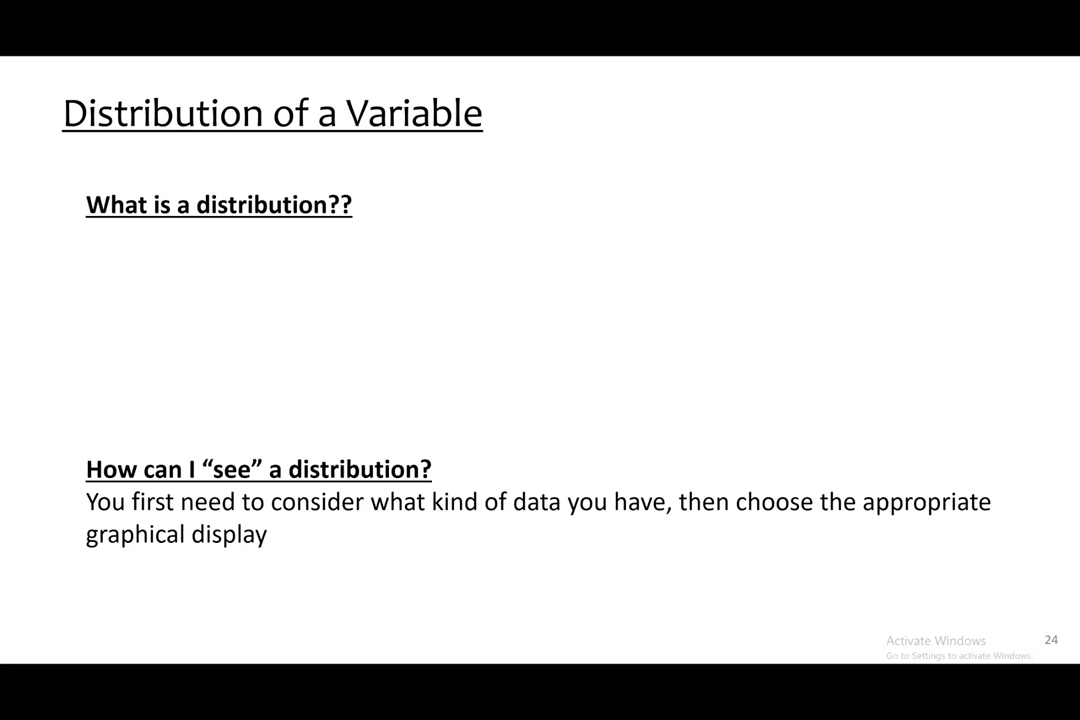 Distribution of a Variable
What is a distribution??
How can I “see” a distribution?
You first need to consider what kind of data you have, then choose the appropriate
graphical display
Activate Windows
Go to Settings to activate Windows.
24